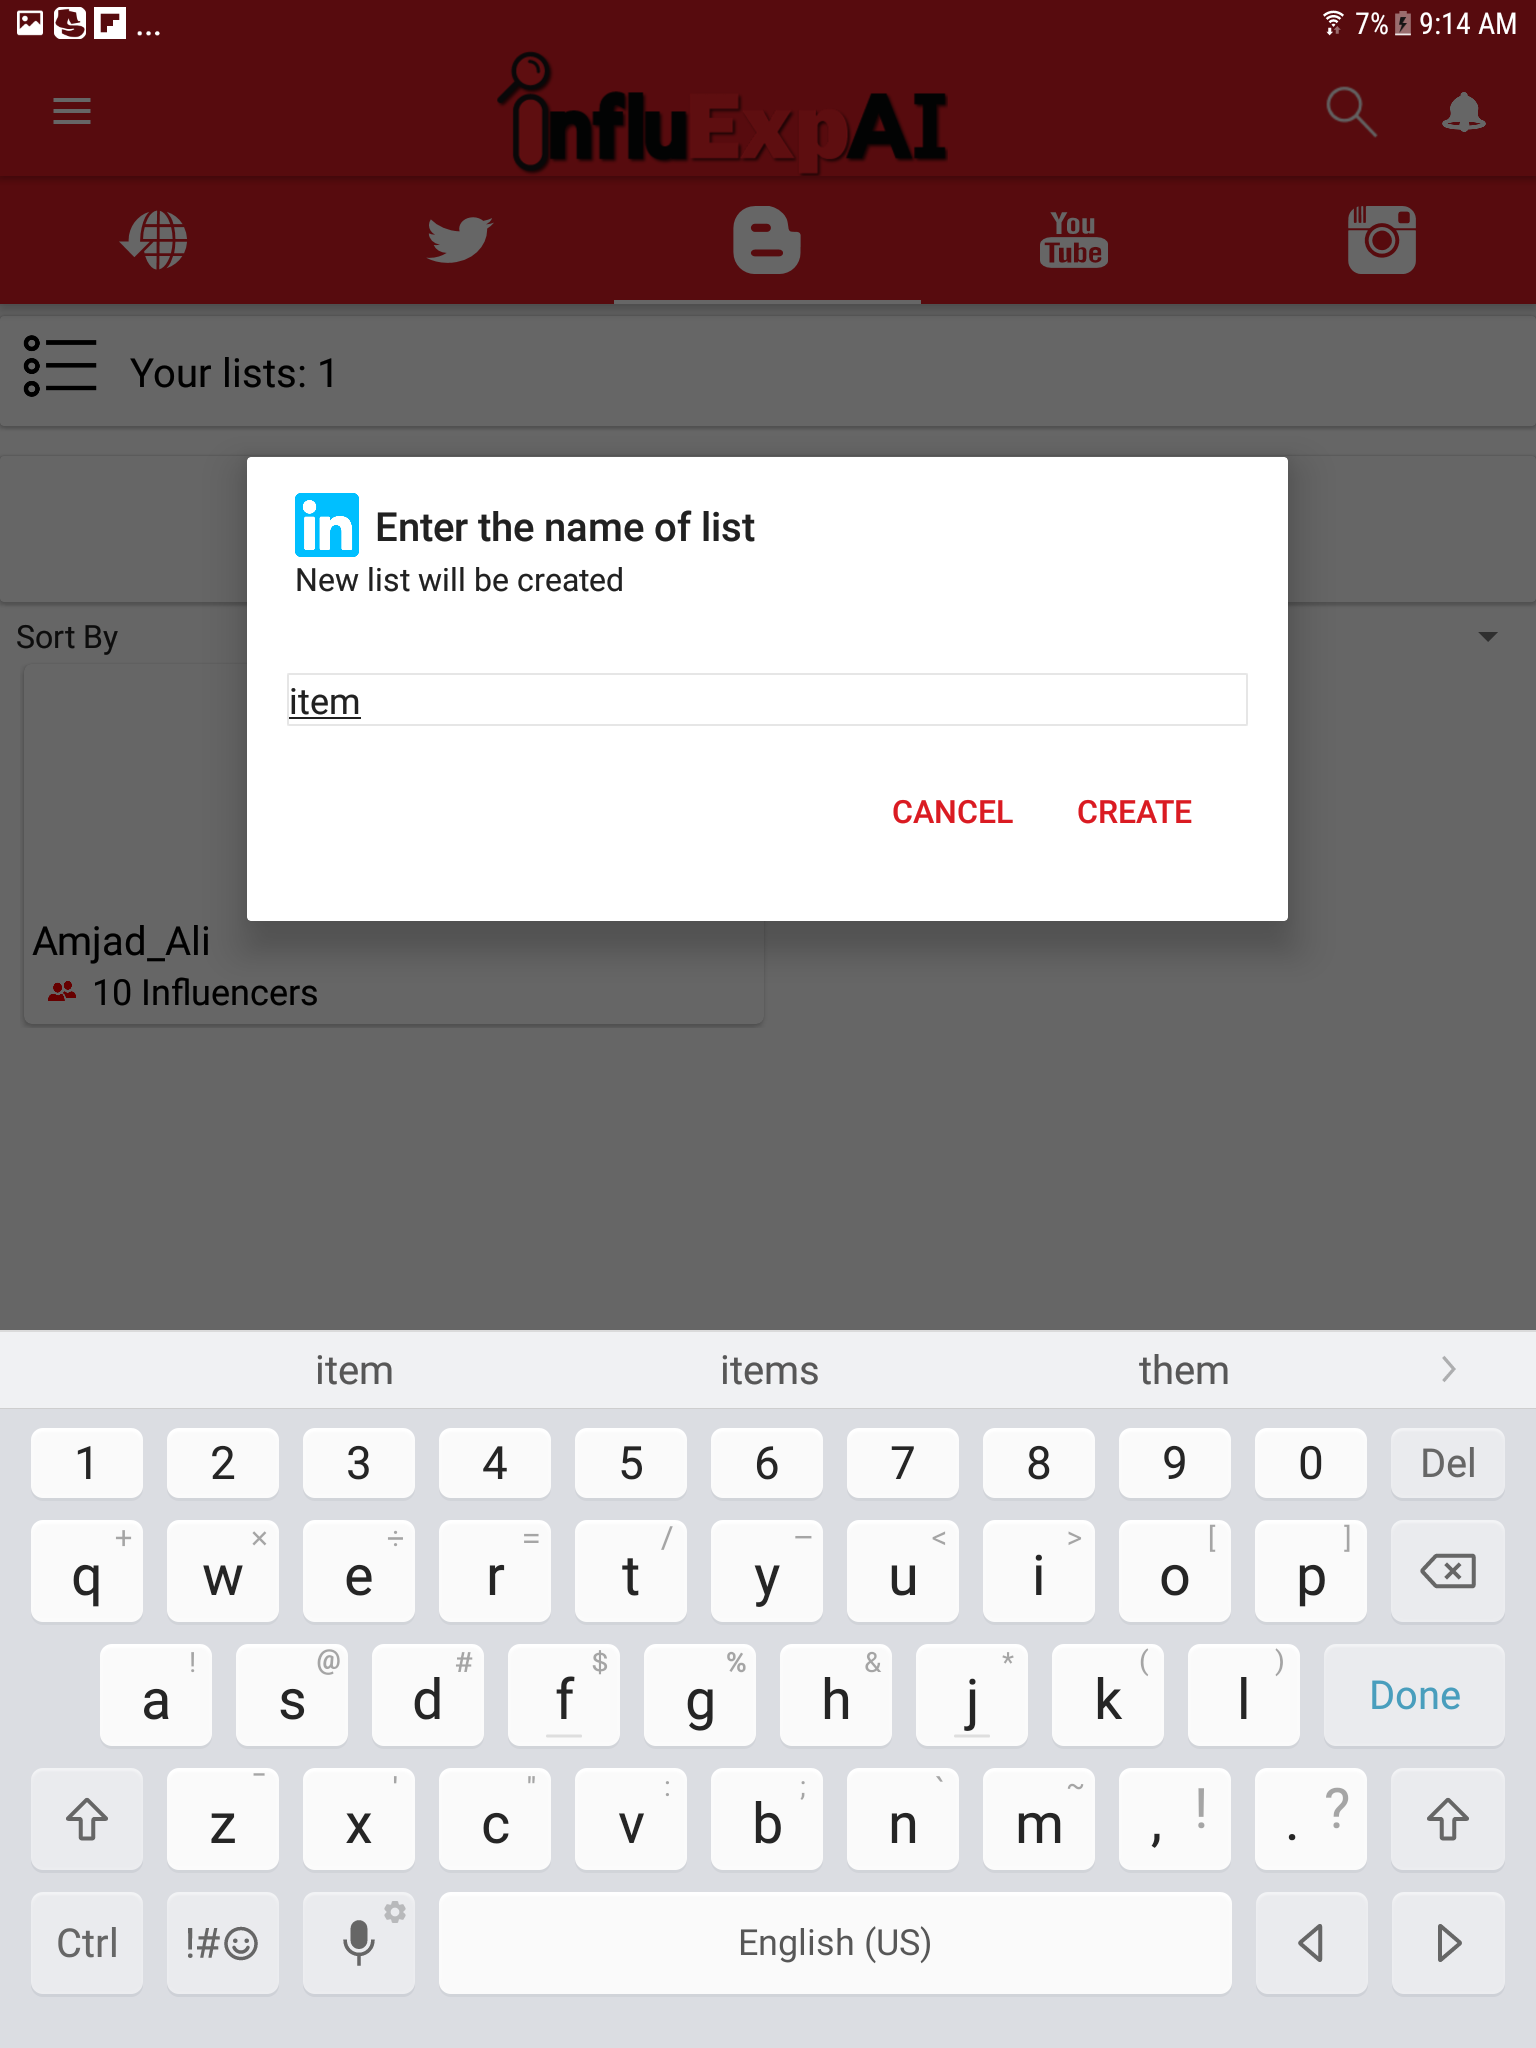 ... 7% 9:14 AM
influExpAI
You Tube
Your lists: 1
in Enter the name of list
New list will be created
Sort By
item
CANCEL CREATE
Amjad_Ali
10 Influencers
item items them
1 2 3 4 5 6 7 8 9 0 Del
+ × ÷ = / – < > [ ]
q w e r t y u i o p
! @ # $ % & * ( )
a s d f g h j k l Done
- ' " : ; ` ~ ! ?
z x c v b n m , .
Ctrl !#☺ English (US)